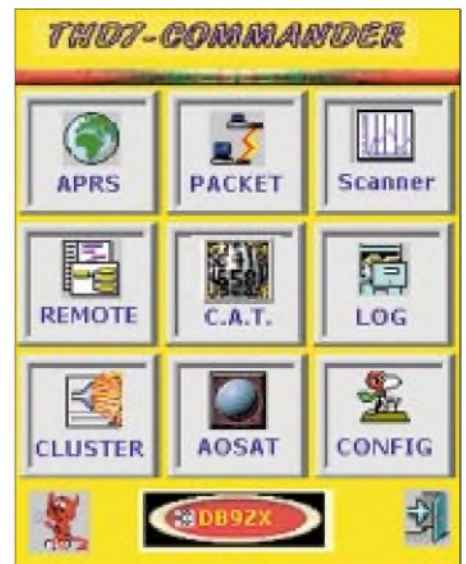 THD7-COMMANDER
APRS
PACKET
Scanner
REMOTE
C.A.T.
LOG
CLUSTER
AOSAT
CONFIG
DB9ZX